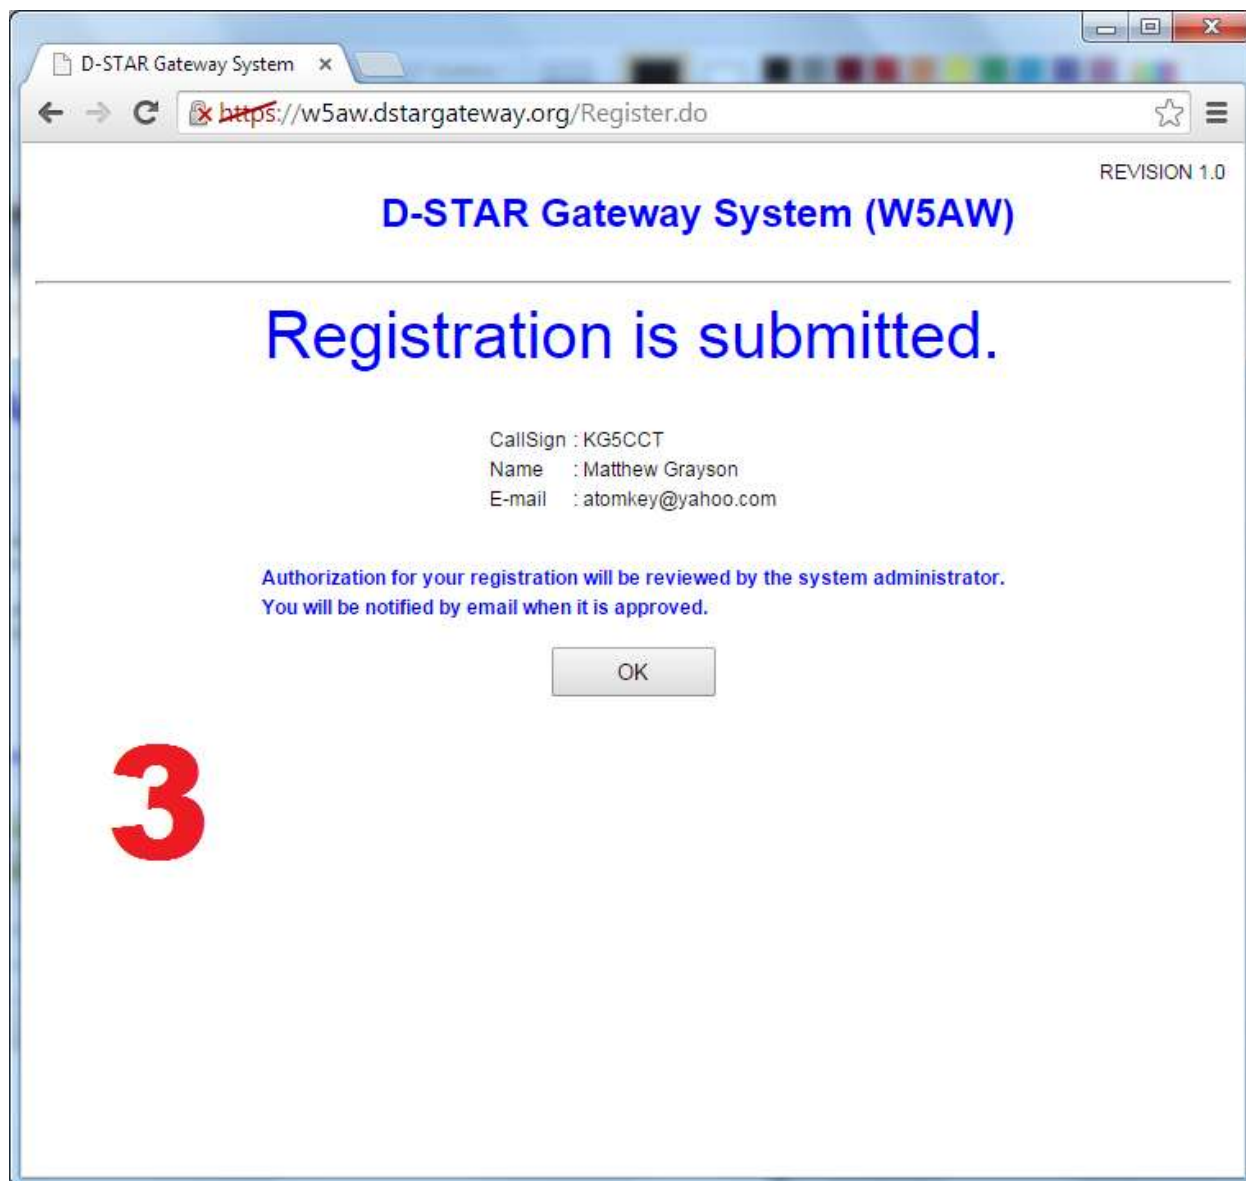 D-STAR Gateway System
https://w5aw.dstargateway.org/Register.do
REVISION 1.0
D-STAR Gateway System (W5AW)
Registration is submitted.
CallSign : KG5CCT
Name : Matthew Grayson
E-mail : atomkey@yahoo.com
Authorization for your registration will be reviewed by the system administrator.
You will be notified by email when it is approved.
OK
3